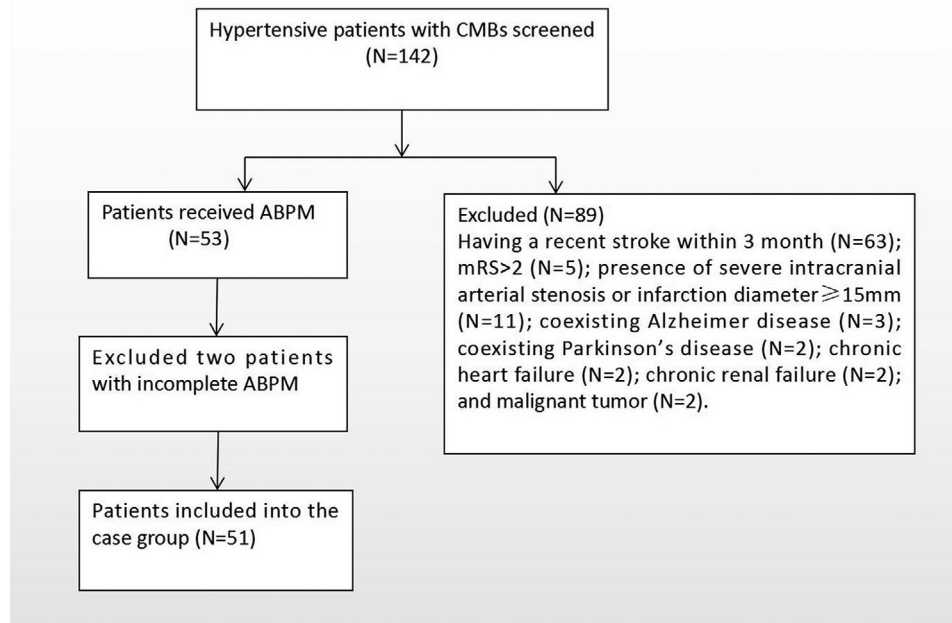 Hypertensive patients with CMBs screened
(N=142)
Patients received ABPM
(N=53)
Excluded (N=89)
Having a recent stroke within 3 month (N=63);
mRS>2 (N=5); presence of severe intracranial
arterial stenosis or infarction diameter⩾15mm
(N=11); coexisting Alzheimer disease (N=3);
coexisting Parkinson’s disease (N=2); chronic
heart failure (N=2); chronic renal failure (N=2);
and malignant tumor (N=2).
Excluded two patients
with incomplete ABPM
Patients included into the
case group (N=51)